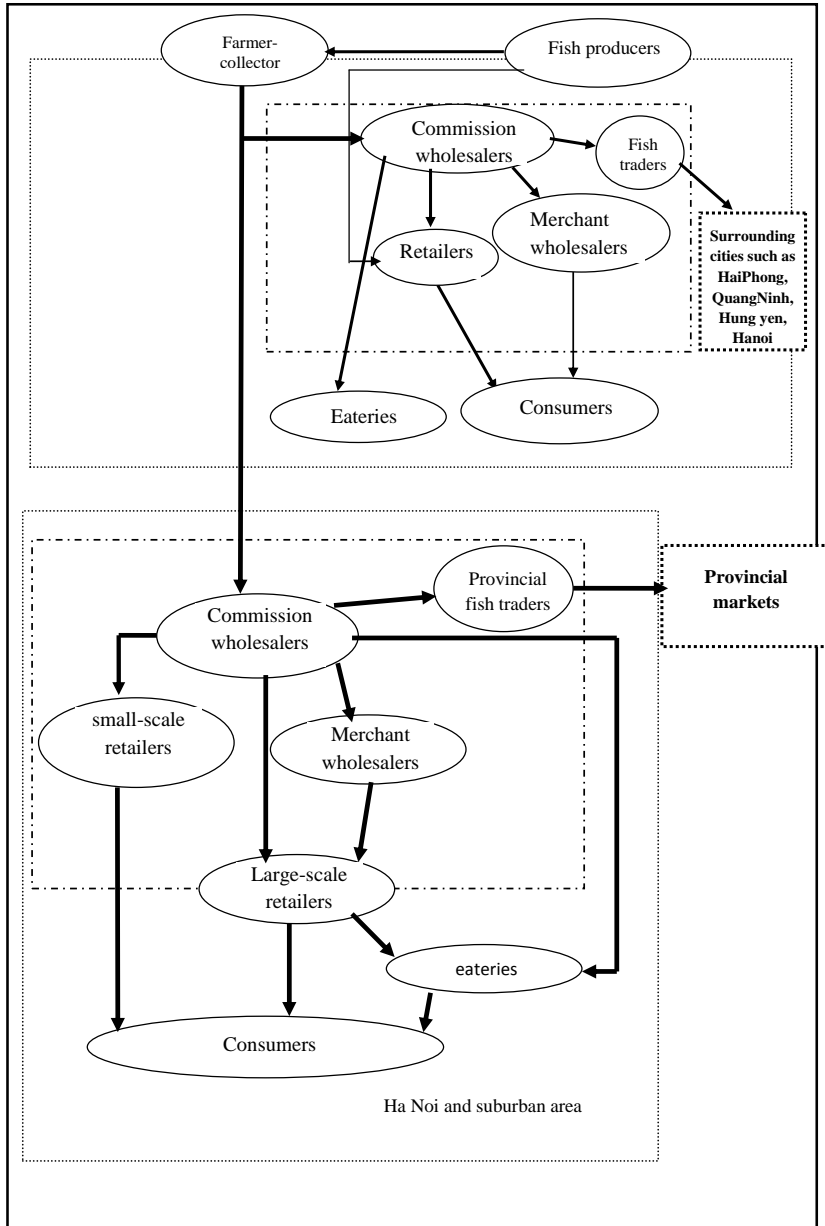 Farmer-
collector
Fish producers
Commission
wholesalers
Fish
traders
Retailers
Merchant
wholesalers
Surrounding
cities such as
HaiPhong,
QuangNinh,
Hung yen,
Hanoi
Eateries
Consumers
Provincial
fish traders
Provincial
markets
Commission
wholesalers
small-scale
retailers
Merchant
wholesalers
Large-scale
retailers
eateries
Consumers
Ha Noi and suburban area